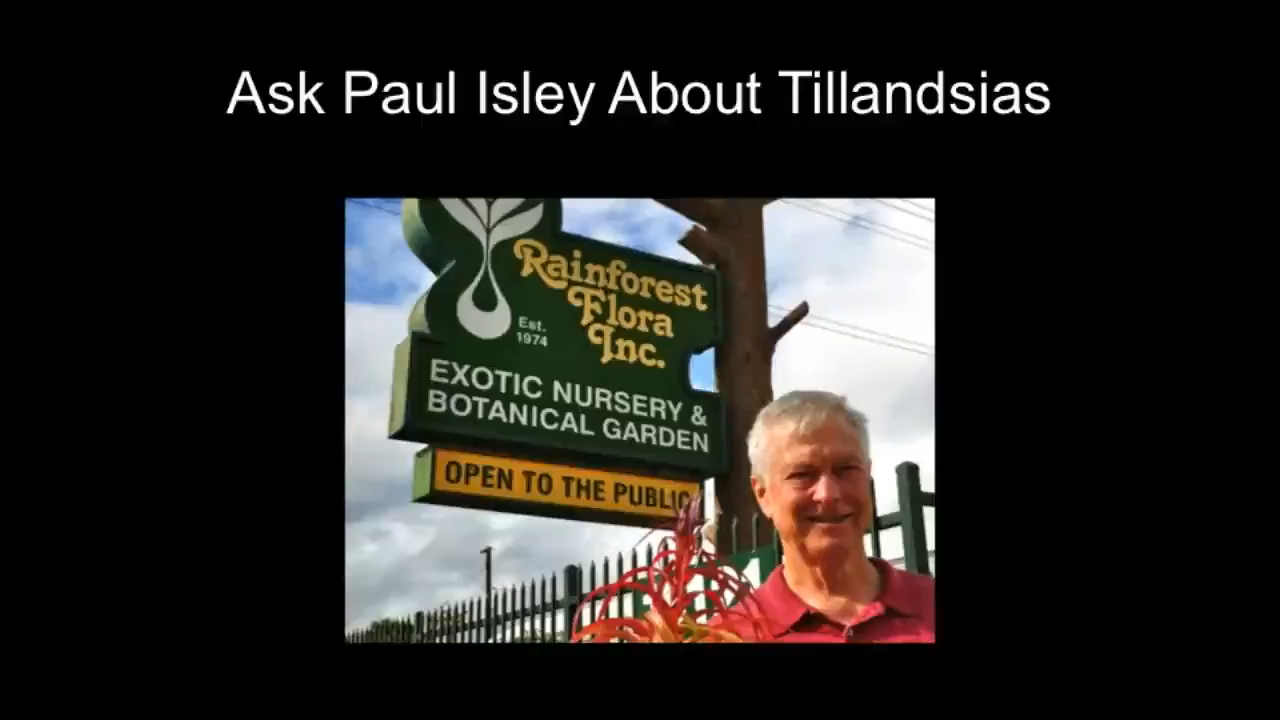 Ask Paul Isley About Tillandsias
Rainforest
Flora
Inc.
Est.
1974
EXOTIC NURSERY &
BOTANICAL GARDEN
OPEN TO THE PUBLIC